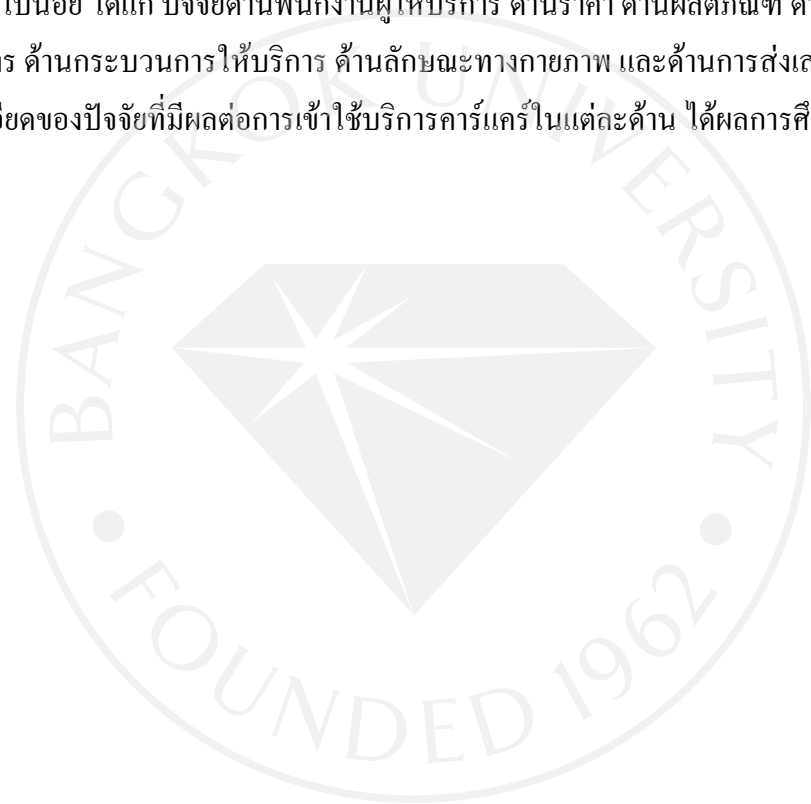 เป็นน้อย ได้แก่ ปัจจัยด้านพนักงานผู้ให้บริการ ด้านราคา ด้านผลิตภัณฑ์
ด้านกระบวนการให้บริการ ด้านลักษณะทางกายภาพ และด้านการส่งเส
ของปัจจัยที่มีผลต่อการเข้าใช้บริการคาร์แคร์ในแต่ละด้าน ได้ผลการศึ
BANGKOK UNIVERSITY
FOUNDED 1962